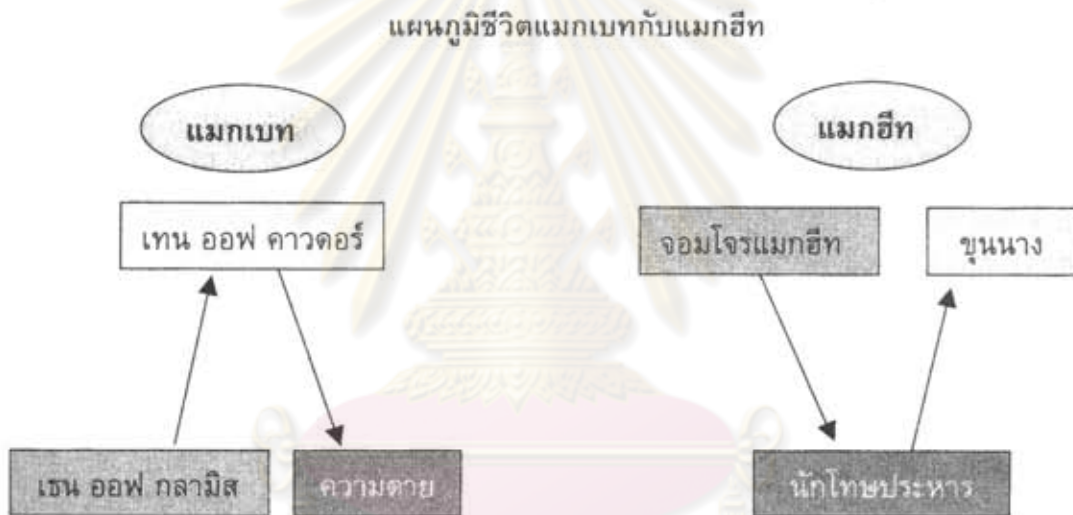 แผนภูมิชีวิตแมกเบทกับแมกฮีท
แมกเบท
แมกฮีท
เทน ออฟ คาวดอร์
จอมโจรแมกฮีท
ขุนนาง
เธน ออฟ กลามิส
ความตาย
นักโทษประหาร